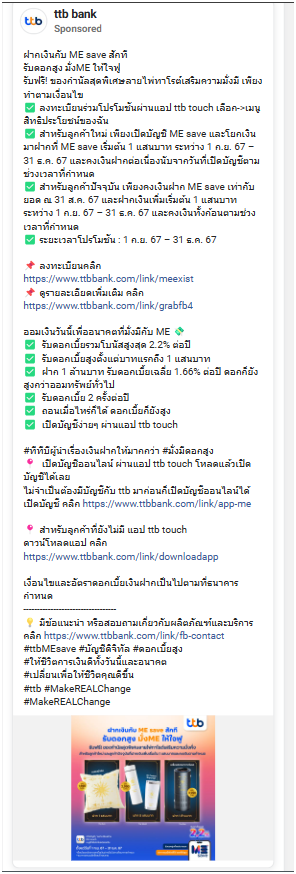 ttb bank
Sponsored
ฝากเงินกับ ME save สักที
รับดอกสูง มั่งME ให้ใจฟู
รับฟรี! ของกำนัลสุดพิเศษลายไพ่ทาโรต์เสริมความมั่งมี เพียง
ทำตามเงื่อนไข
✅ ลงทะเบียนร่วมโปรโมชันผ่านแอป ttb touch เลือก->เมนู
สิทธิประโยชน์ของฉัน
✅ สำหรับลูกค้าใหม่ เพียงเปิดบัญชี ME save และโยกเงิน
มาฝากที่ ME save เริ่มต้น 1 แสนบาท ระหว่าง 1 ก.ย. 67 –
31 ธ.ค. 67 และคงเงินฝากต่อเนื่องนับจากวันที่เปิดบัญชีตาม
ช่วงเวลาที่กำหนด
✅ สำหรับลูกค้าปัจจุบัน เพียงคงเงินฝาก ME save เท่ากับ
ยอด ณ 31 ส.ค. 67 และฝากเงินเพิ่มเริ่มต้น 1 แสนบาท
ระหว่าง 1 ก.ย. 67 – 31 ธ.ค. 67 และคงเงินทั้งก้อนตามช่วง
เวลาที่กำหนด
✅ ระยะเวลาโปรโมชัน : 1 ก.ย. 67 – 31 ธ.ค. 67
📌 ลงทะเบียนคลิก
https://www.ttbbank.com/link/meexist
📌 ดูรายละเอียดเพิ่มเติม คลิก
https://www.ttbbank.com/link/grabfb4
ออมเงินวันนี้เพื่ออนาคตที่มั่งมีกับ ME 💸
✅ รับดอกเบี้ยรวมโบนัสสูงสุด 2.2% ต่อปี
✅ รับดอกเบี้ยสูงตั้งแต่บาทแรกถึง 1 แสนบาท
✅ ฝาก 1 ล้านบาท รับดอกเบี้ยเฉลี่ย 1.66% ต่อปี ดอกก็ยัง
สูงกว่าออมทรัพย์ทั่วไป
✅ รับดอกเบี้ย 2 ครั้งต่อปี
✅ ถอนเมื่อไหร่ก็ได้ ดอกเบี้ยก็ยังสูง
✅ เปิดบัญชีง่ายๆ ผ่านแอป ttb touch
#ทีทีบีผู้นำเรื่องเงินฝากให้มากกว่า #มั่งมีดอกสูง
📍 เปิดบัญชีออนไลน์ ผ่านแอป ttb touch โหลดแล้วเปิด
บัญชีได้เลย
ไม่จำเป็นต้องมีบัญชีกับ ttb มาก่อนก็เปิดบัญชีออนไลน์ได้
เปิดบัญชี คลิก https://www.ttbbank.com/link/app-me
📍 สำหรับลูกค้าที่ยังไม่มี แอป ttb touch
ดาวน์โหลดแอป คลิก
https://www.ttbbank.com/link/downloadapp
เงื่อนไขและอัตราดอกเบี้ยเงินฝากเป็นไปตามที่ธนาคาร
กำหนด
---------------------------------
💡 มีข้อแนะนำ หรือสอบถามเกี่ยวกับผลิตภัณฑ์และบริการ
คลิก https://www.ttbbank.com/link/fb-contact
#ttbMEsave #บัญชีดิจิทัล #ดอกเบี้ยสูง
#ให้ชีวิตการเงินดีทั้งวันนี้และอนาคต
#เปลี่ยนเพื่อให้ชีวิตคุณดีขึ้น
#ttb #MakeREALChange
#MakeREALChange
ฝากเงินกับ ME save สักที
รับดอกสูง มั่งME ให้ใจฟู
ttb
ME